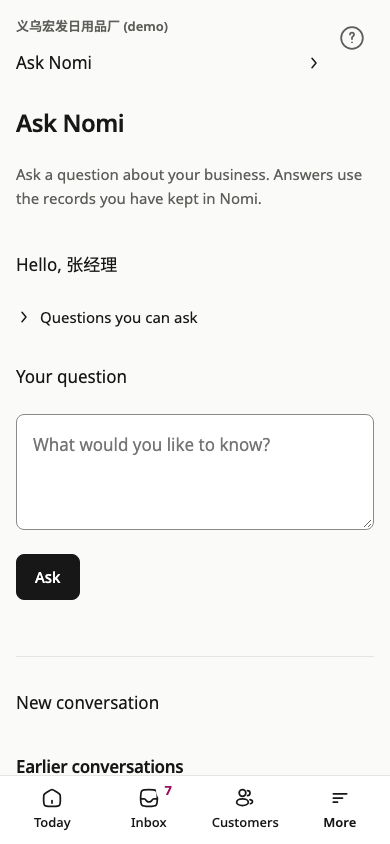 义乌宏发日用品厂 (demo)
Ask Nomi
Ask Nomi
Ask a question about your business. Answers use
the records you have kept in Nomi.
Hello, 张经理
Questions you can ask
Your question
What would you like to know?
Ask
New conversation
Earlier conversations
7
Today
Inbox
Customers
More